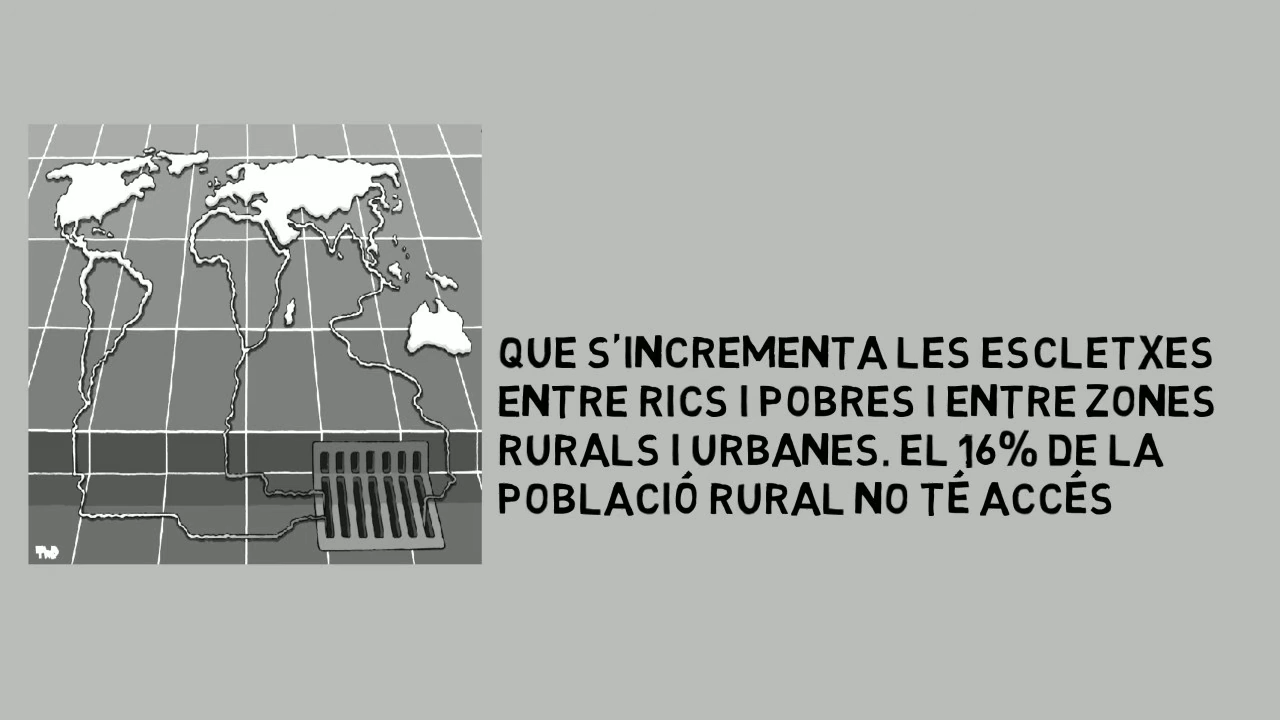 QUE S'INCREMENTA LES ESCLETXES
ENTRE RICS I POBRES I ENTRE ZONES
RURALS I URBANES. EL 16% DE LA
POBLACIÓ RURAL NO TÉ ACCÉS